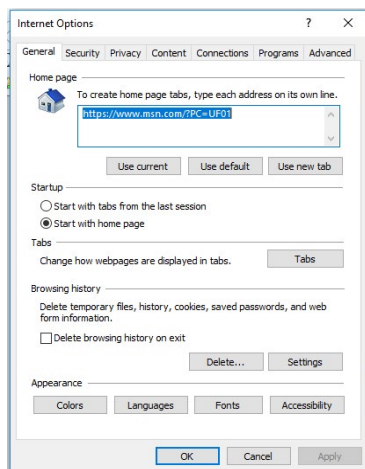 Internet Options ? ×
General Security Privacy Content Connections Programs Advanced
Home page
To create home page tabs, type each address on its own line.
https://www.msn.com/?PC=UF01
Use current Use default Use new tab
Startup
Start with tabs from the last session
Start with home page
Tabs
Change how webpages are displayed in tabs. Tabs
Browsing history
Delete temporary files, history, cookies, saved passwords, and web
form information.
Delete browsing history on exit
Delete... Settings
Appearance
Colors Languages Fonts Accessibility
OK Cancel Apply